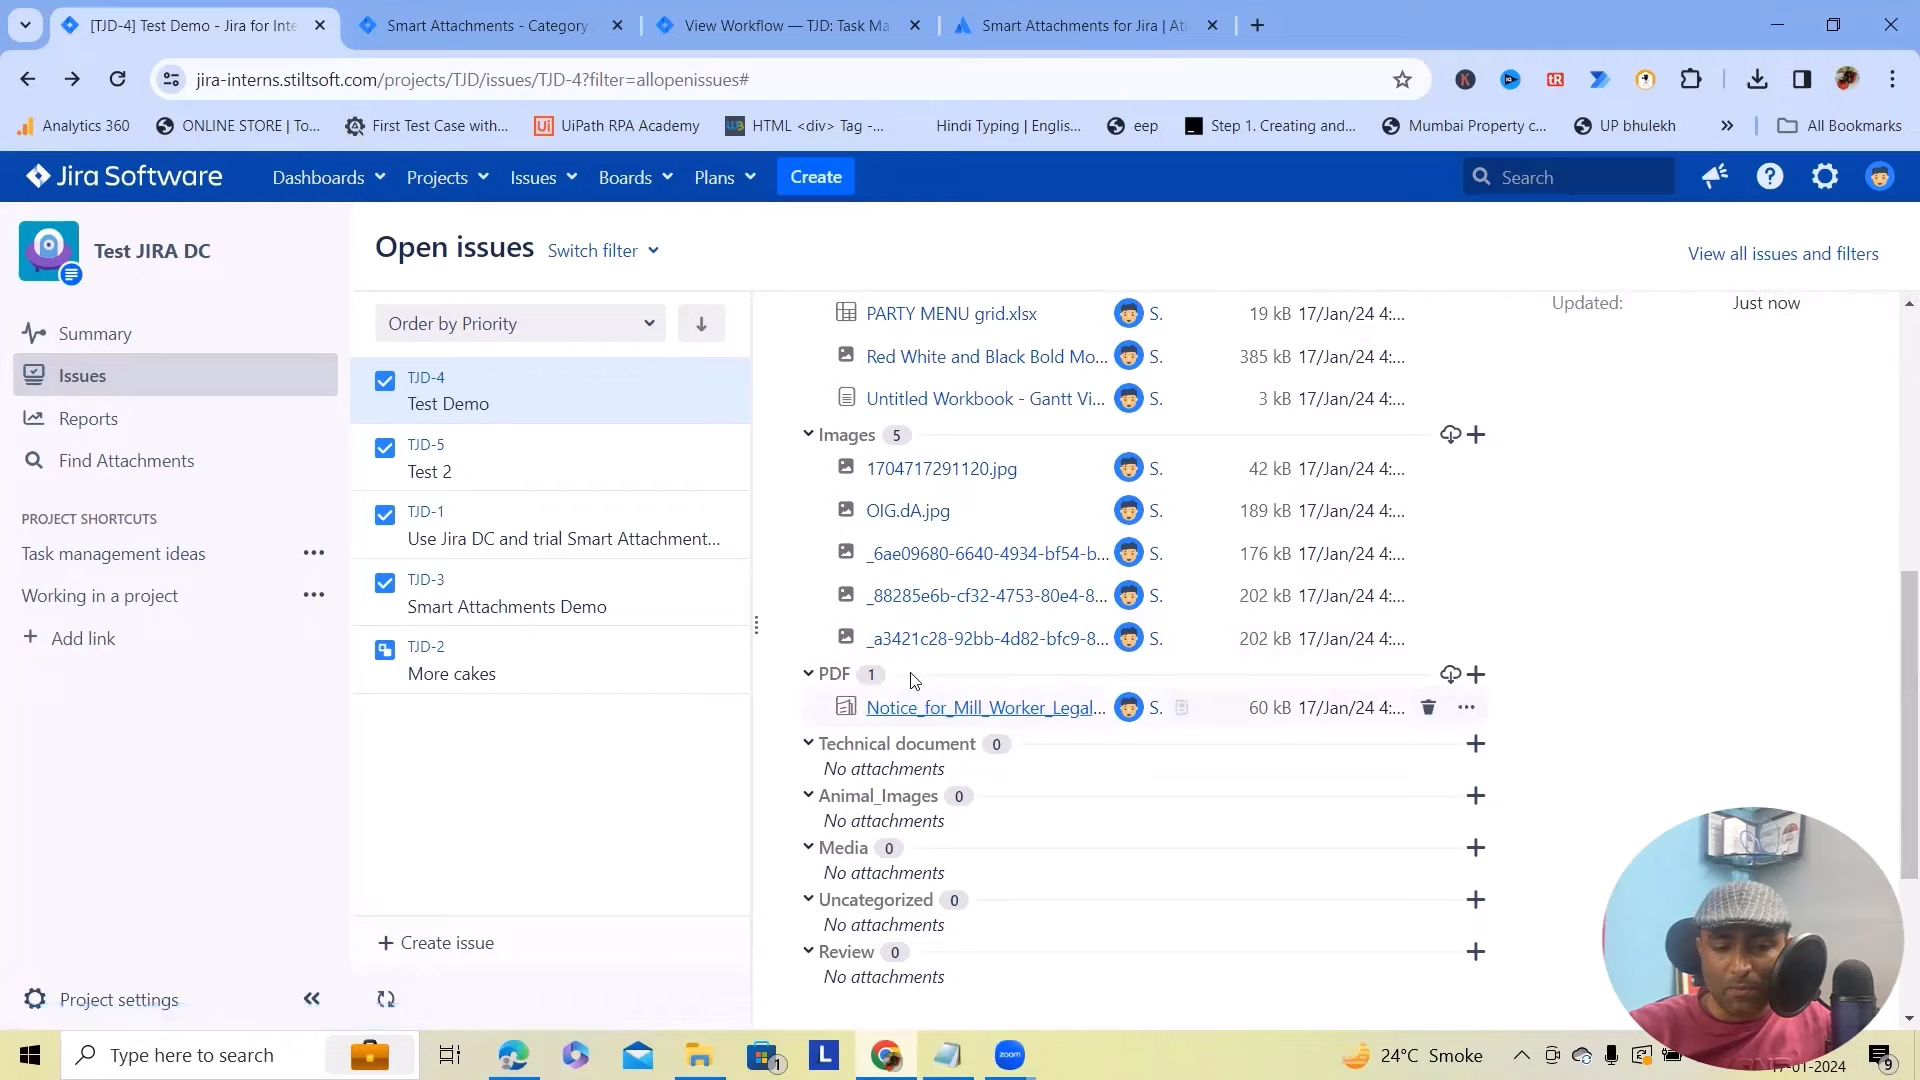 [TJD-4] Test Demo - Jira for Inte
Smart Attachments - Category
View Workflow — TJD: Task Ma
Smart Attachments for Jira | Atl
jira-interns.stiltsoft.com/projects/TJD/issues/TJD-4?filter=allopenissues#
Analytics 360
ONLINE STORE | To...
First Test Case with...
UiPath RPA Academy
HTML <div> Tag -...
Hindi Typing | Englis...
eep
Step 1. Creating and...
Mumbai Property c...
UP bhulekh
All Bookmarks
Jira Software
Dashboards
Projects
Issues
Boards
Plans
Create
Search
Test JIRA DC
Summary
Issues
Reports
Find Attachments
PROJECT SHORTCUTS
Task management ideas
Working in a project
+ Add link
Project settings
Open issues
Switch filter
View all issues and filters
Order by Priority
TJD-4
Test Demo
TJD-5
Test 2
TJD-1
Use Jira DC and trial Smart Attachment...
TJD-3
Smart Attachments Demo
TJD-2
More cakes
+ Create issue
PARTY MENU grid.xlsx S. 19 kB 17/Jan/24 4:...
Red White and Black Bold Mo... S. 385 kB 17/Jan/24 4:...
Untitled Workbook - Gantt Vi... S. 3 kB 17/Jan/24 4:...
Images 5
1704717291120.jpg S. 42 kB 17/Jan/24 4:...
OIG.dA.jpg S. 189 kB 17/Jan/24 4:...
_6ae09680-6640-4934-bf54-b... S. 176 kB 17/Jan/24 4:...
_88285e6b-cf32-4753-80e4-8... S. 202 kB 17/Jan/24 4:...
_a3421c28-92bb-4d82-bfc9-8... S. 202 kB 17/Jan/24 4:...
PDF 1
Notice_for_Mill_Worker_Legal... S. 60 kB 17/Jan/24 4:...
Technical document 0
No attachments
Animal_Images 0
No attachments
Media 0
No attachments
Uncategorized 0
No attachments
Review 0
No attachments
Updated: Just now
Type here to search
1
L
zoom
24°C Smoke
17-01-2024
9